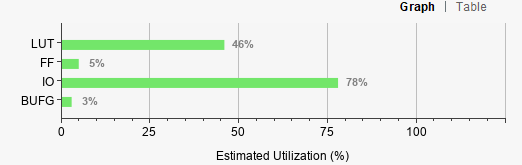 Graph | Table
LUT 46%
FF 5%
IO 78%
BUFG 3%
0 25 50 75 100
Estimated Utilization (%)